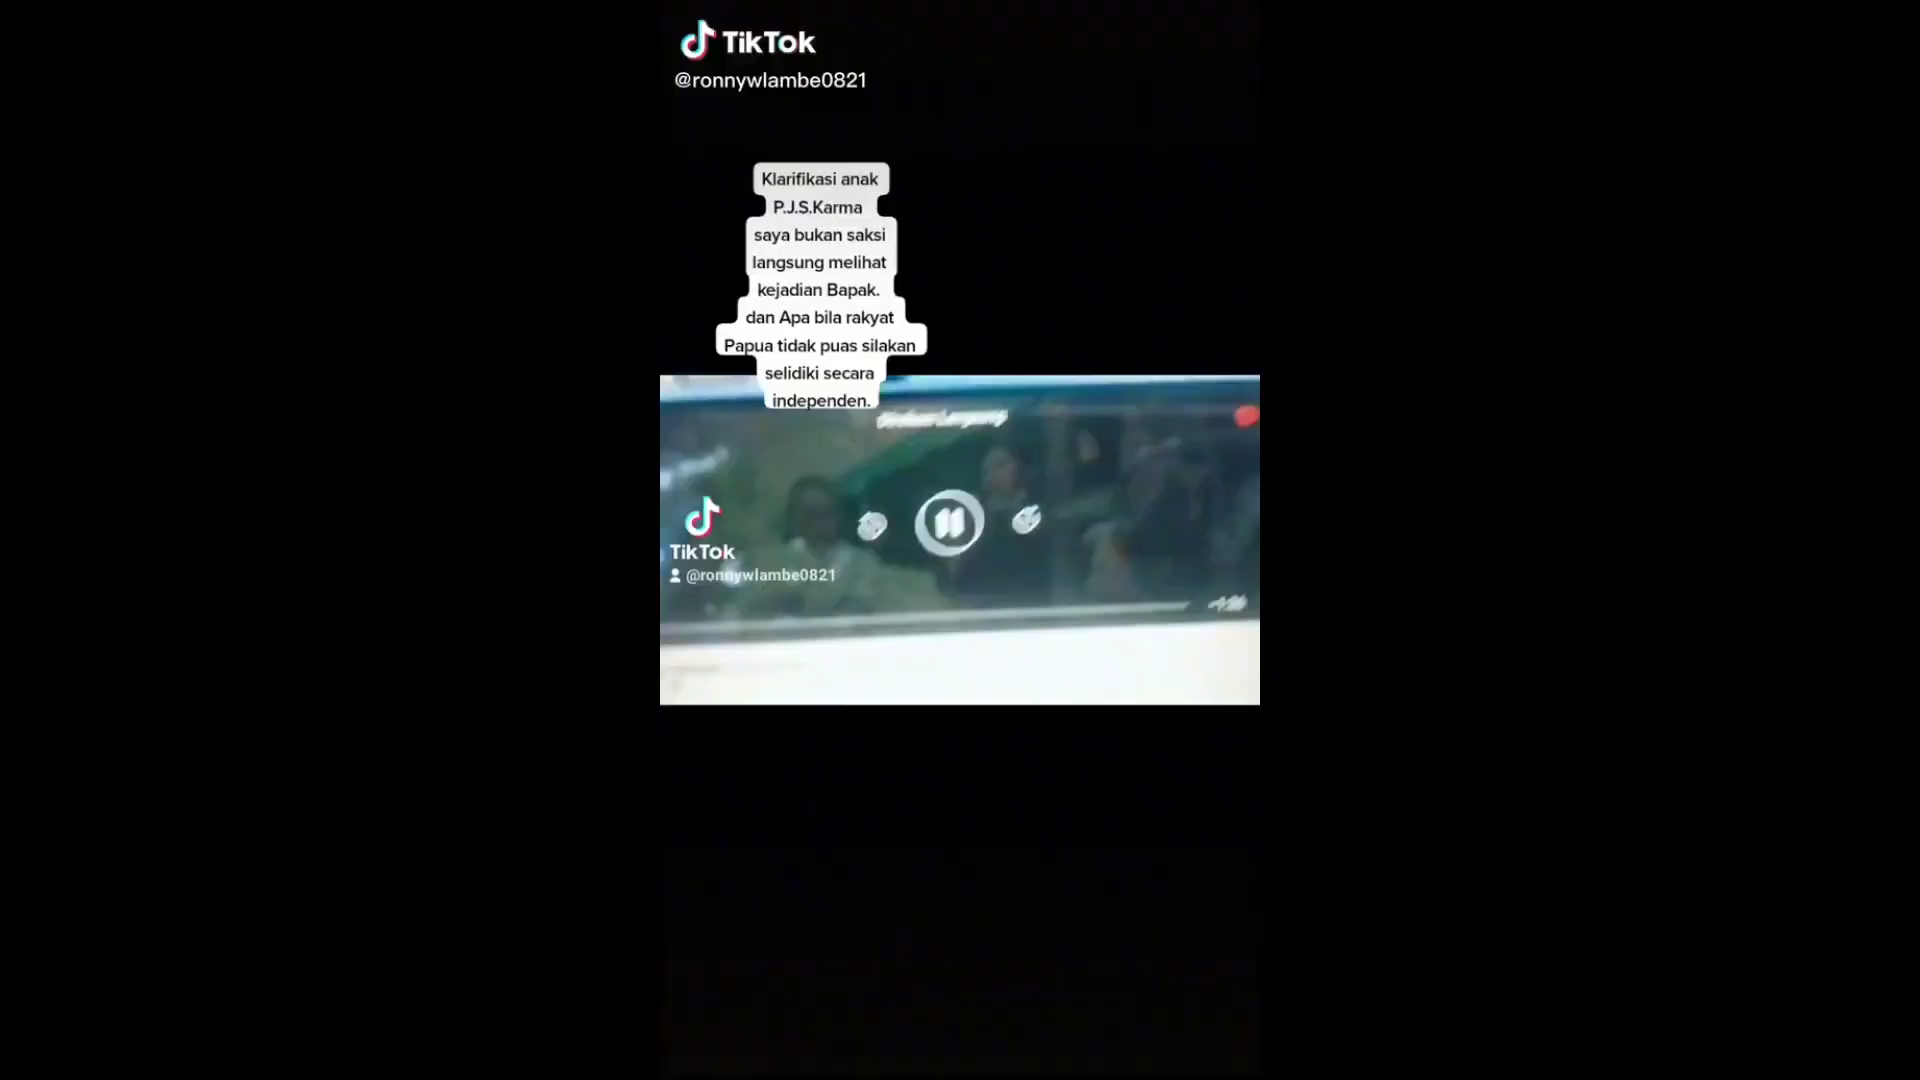 TikTok
@ronnywlambe0821
Klarifikasi anak
P.J.S.Karma
saya bukan saksi
langsung melihat
kejadian Bapak.
dan Apa bila rakyat
Papua tidak puas silakan
selidiki secara
independen.
TikTok
@ronnywlambe0821